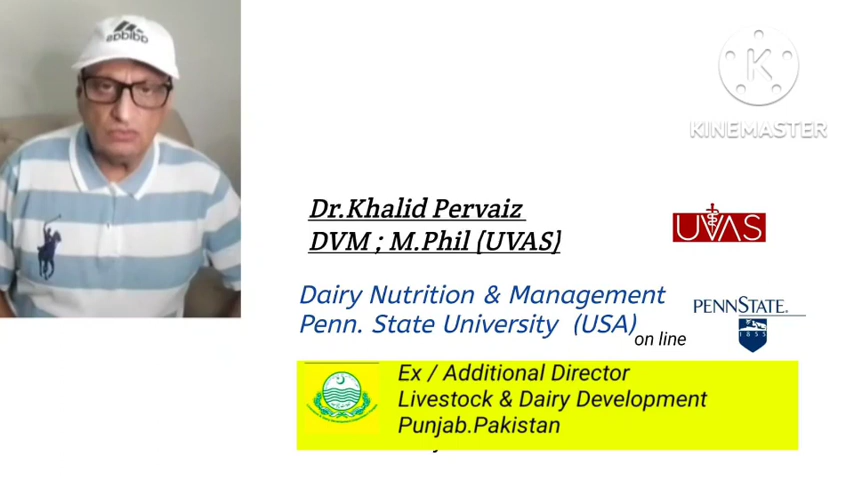 KINEMASTER
Dr.Khalid Pervaiz
DVM ; M.Phil (UVAS)
UVAS
Dairy Nutrition & Management
PENNSTATE.
Penn. State University (USA)
on line
1855
Ex / Additional Director
Livestock & Dairy Development
Punjab.Pakistan